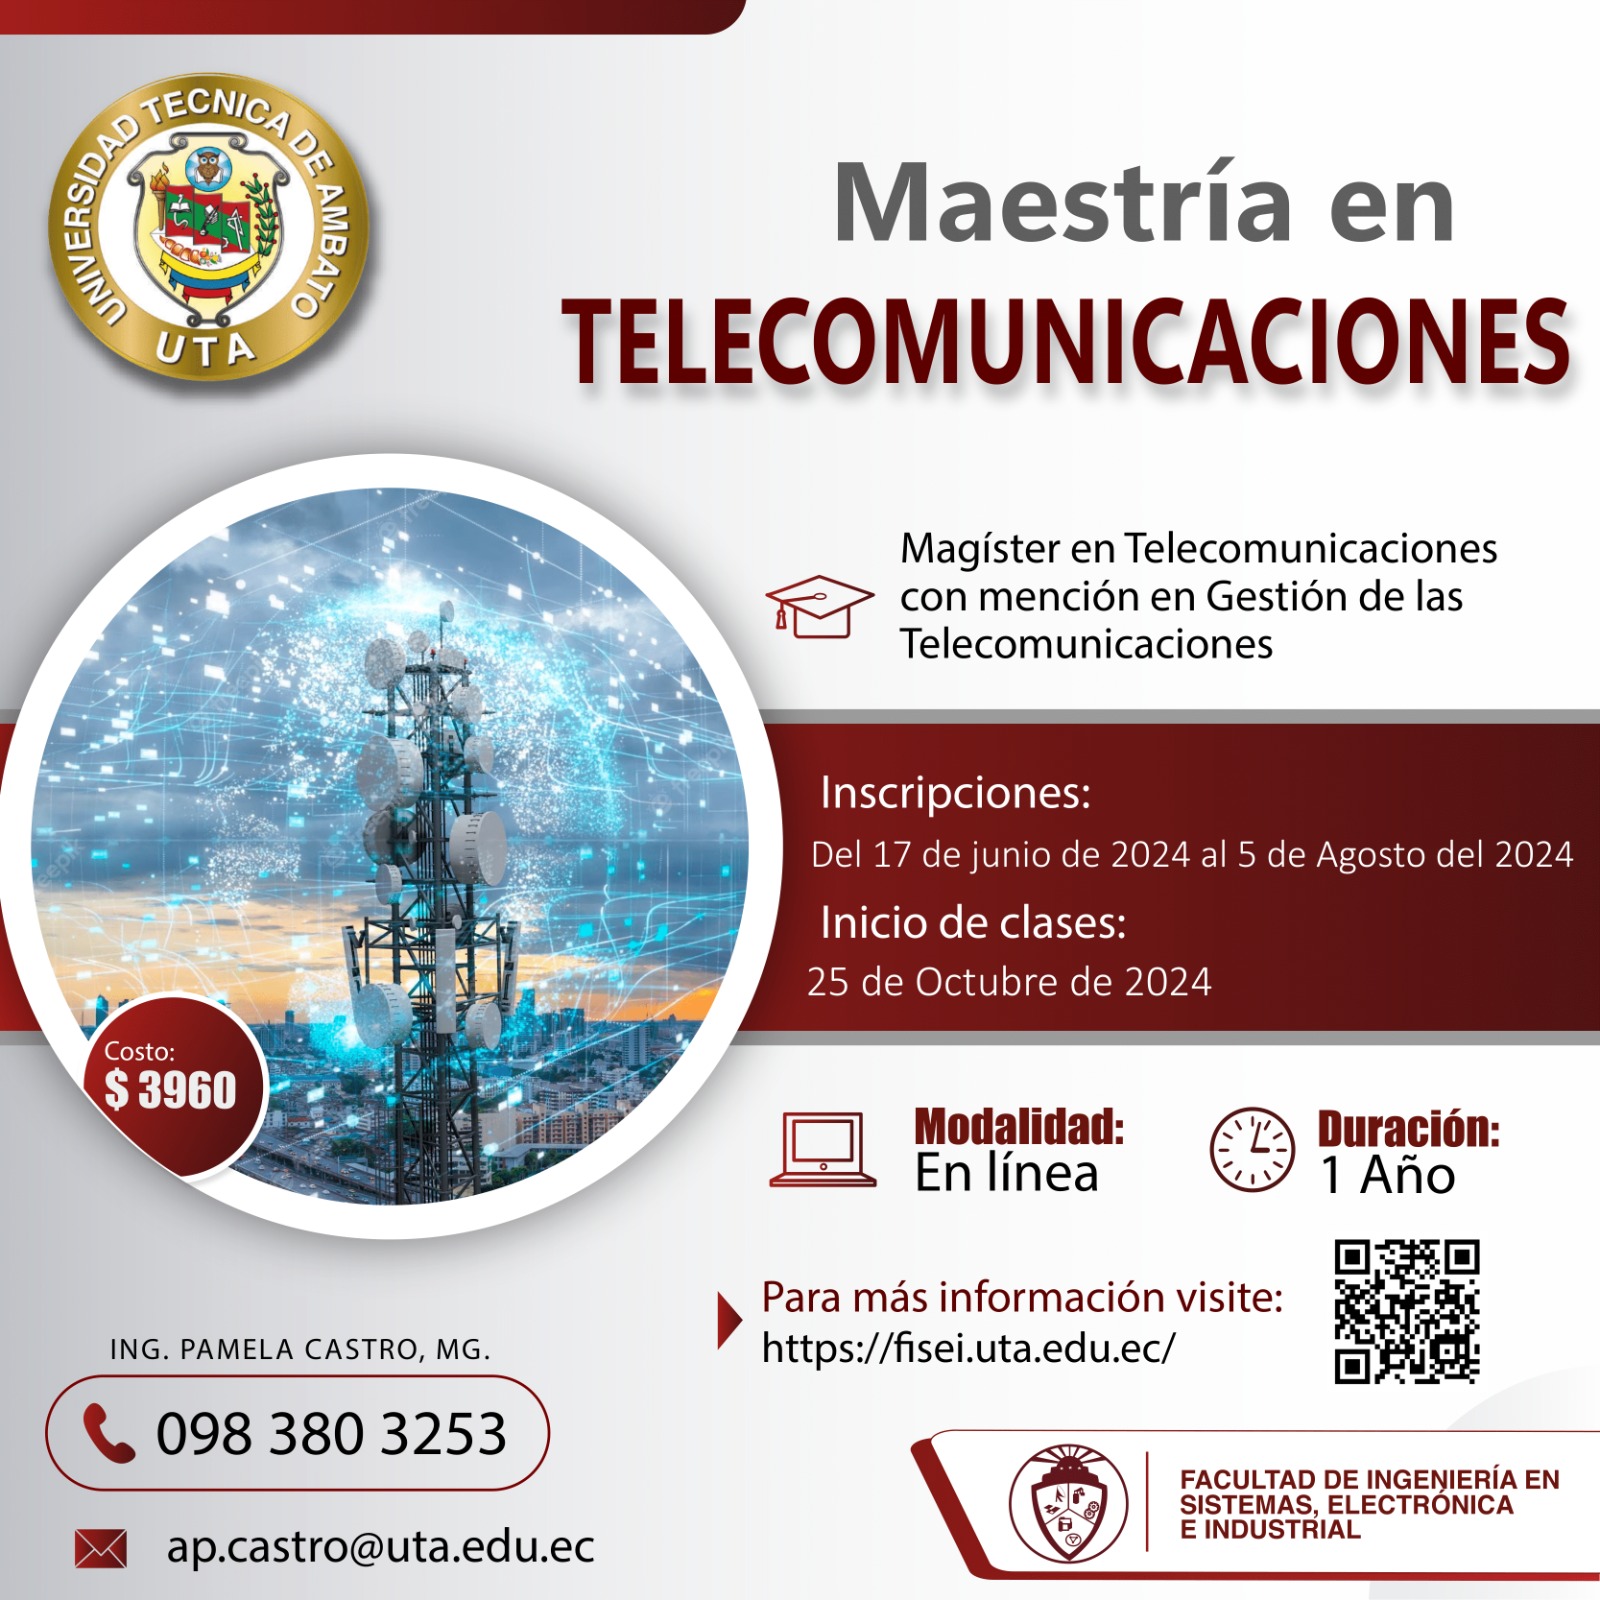 UNIVERSIDAD TECNICA DE AMBATO
UTA
Maestría en
TELECOMUNICACIONES
Magíster en Telecomunicaciones
con mención en Gestión de las
Telecomunicaciones
Inscripciones:
Del 17 de junio de 2024 al 5 de Agosto del 2024
Inicio de clases:
25 de Octubre de 2024
Costo:
$ 3960
Modalidad:
En línea
Duración:
1 Año
Para más información visite:
https://fisei.uta.edu.ec/
ING. PAMELA CASTRO, MG.
098 380 3253
ap.castro@uta.edu.ec
FACULTAD DE INGENIERÍA EN
SISTEMAS, ELECTRÓNICA
E INDUSTRIAL